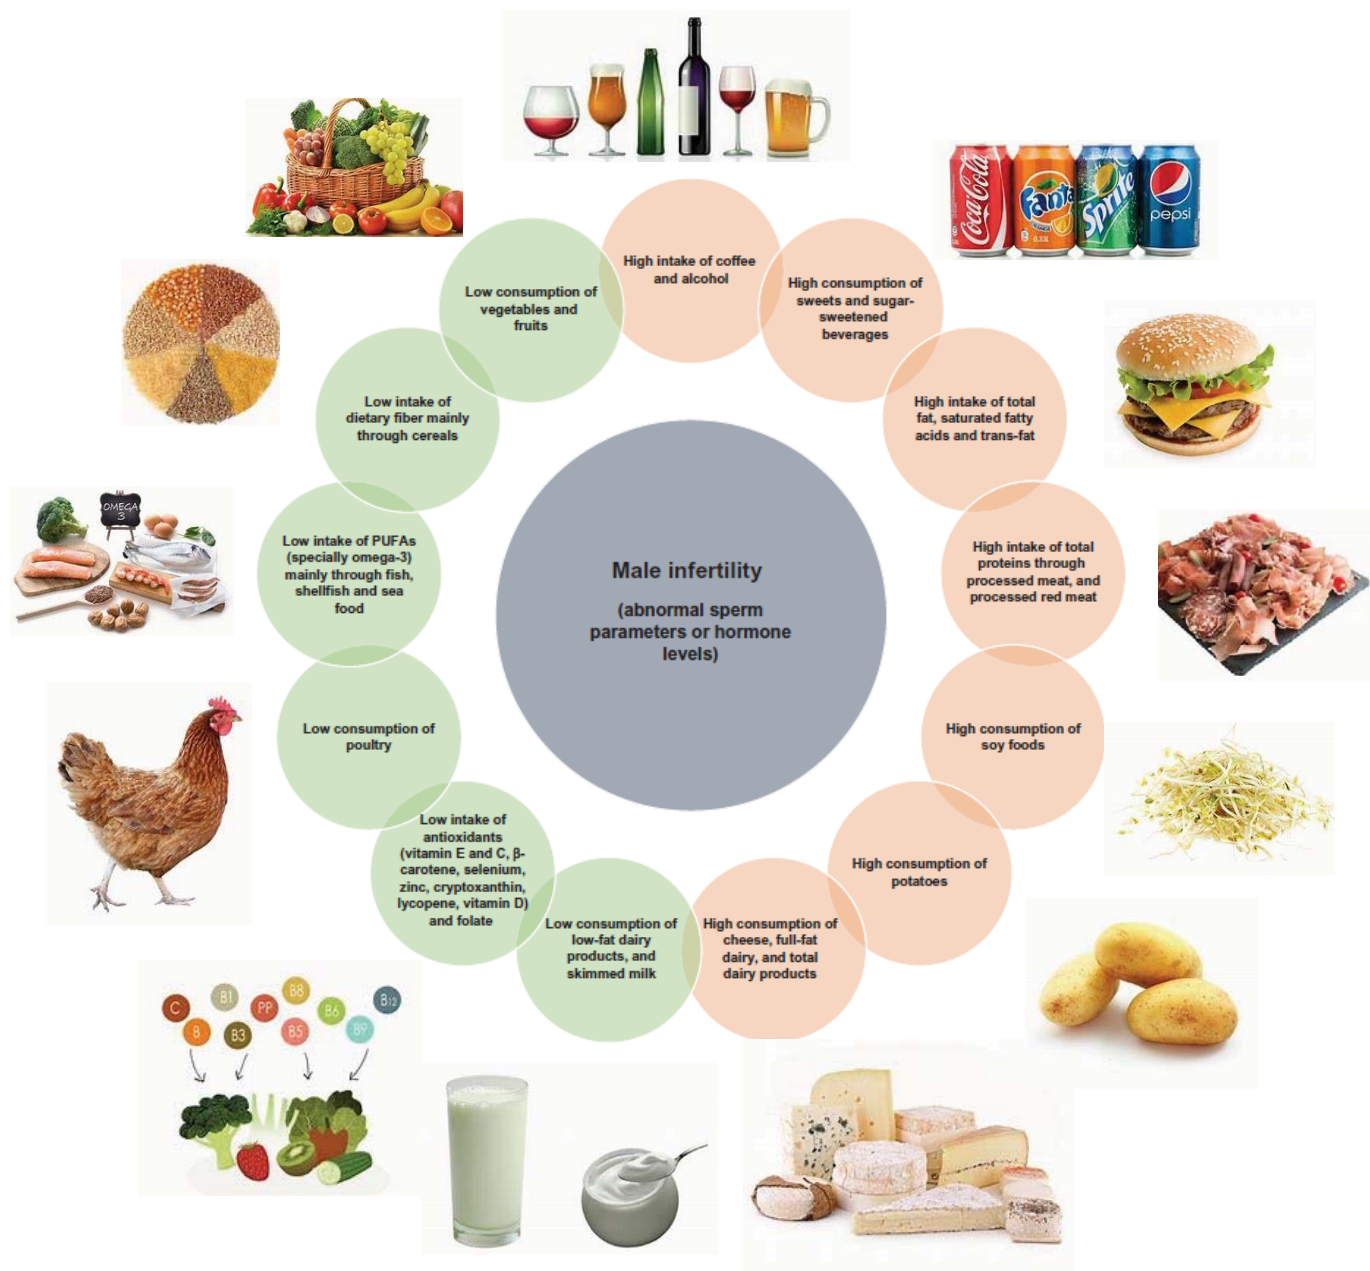 High intake of coffee
and alcohol
High consumption of
sweets and sugar-
sweetened
beverages
High intake of total
fat, saturated fatty
acids and trans-fat
High intake of total
proteins through
processed meat, and
processed red meat
High consumption of
soy foods
High consumption of
potatoes
High consumption of
cheese, full-fat
dairy, and total
dairy products
Low consumption of
low-fat dairy
products, and
skimmed milk
Low intake of
antioxidants
(vitamin E and C, β-
carotene, selenium,
zinc, cryptoxanthin,
lycopene, vitamin D)
and folate
Low consumption of
poultry
Low intake of PUFAs
(specially omega-3)
mainly through fish,
shellfish and sea
food
Low intake of
dietary fiber mainly
through cereals
Low consumption of
vegetables and
fruits
Male infertility
(abnormal sperm
parameters or hormone
levels)
Coca-Cola
Fanta
Sprite
pepsi
OMEGA
3
C
B1
PP
B8
B6
B12
B
B3
B5
B9